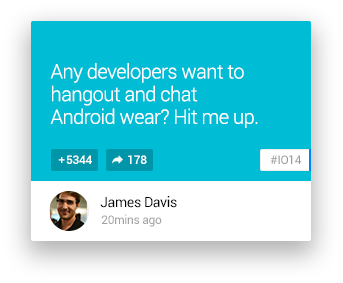 Any developers want to
hangout and chat
Android wear? Hit me up.
+5344
178
#IO14
James Davis
20mins ago